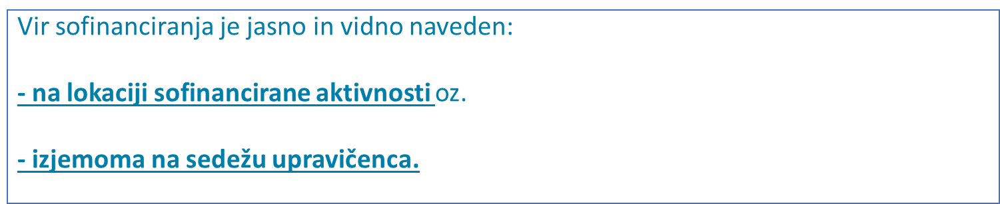 Vir sofinanciranja je jasno in vidno naveden:
- na lokaciji sofinancirane aktivnosti oz.
- izjemoma na sedežu upravičenca.